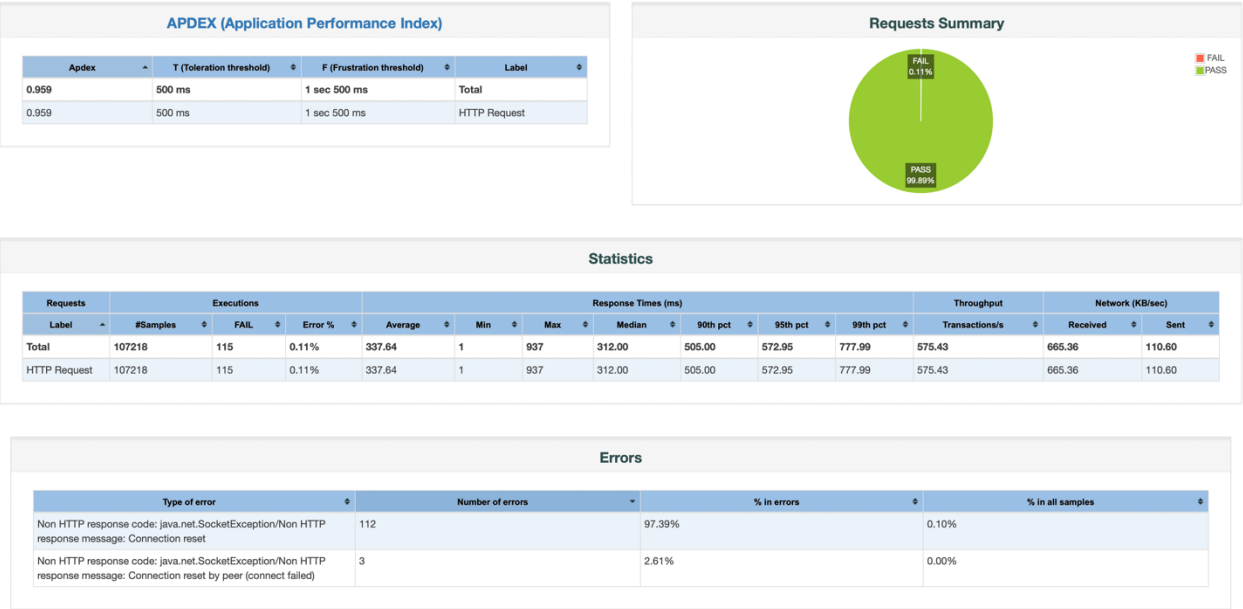 APDEX (Application Performance Index)
Apdex T (Toleration threshold) F (Frustration threshold) Label
0.959 500 ms 1 sec 500 ms Total
0.959 500 ms 1 sec 500 ms HTTP Request
Requests Summary
FAIL
0.11%
PASS
99.89%
FAIL
PASS
Statistics
Requests Executions Response Times (ms) Throughput Network (KB/sec)
Label #Samples FAIL Error % Average Min Max Median 90th pct 95th pct 99th pct Transactions/s Received Sent
Total 107218 115 0.11% 337.64 1 937 312.00 505.00 572.95 777.99 575.43 665.36 110.60
HTTP Request 107218 115 0.11% 337.64 1 937 312.00 505.00 572.95 777.99 575.43 665.36 110.60
Errors
Type of error Number of errors % in errors % in all samples
Non HTTP response code: java.net.SocketException/Non HTTP 112 97.39% 0.10%
response message: Connection reset
Non HTTP response code: java.net.SocketException/Non HTTP 3 2.61% 0.00%
response message: Connection reset by peer (connect failed)